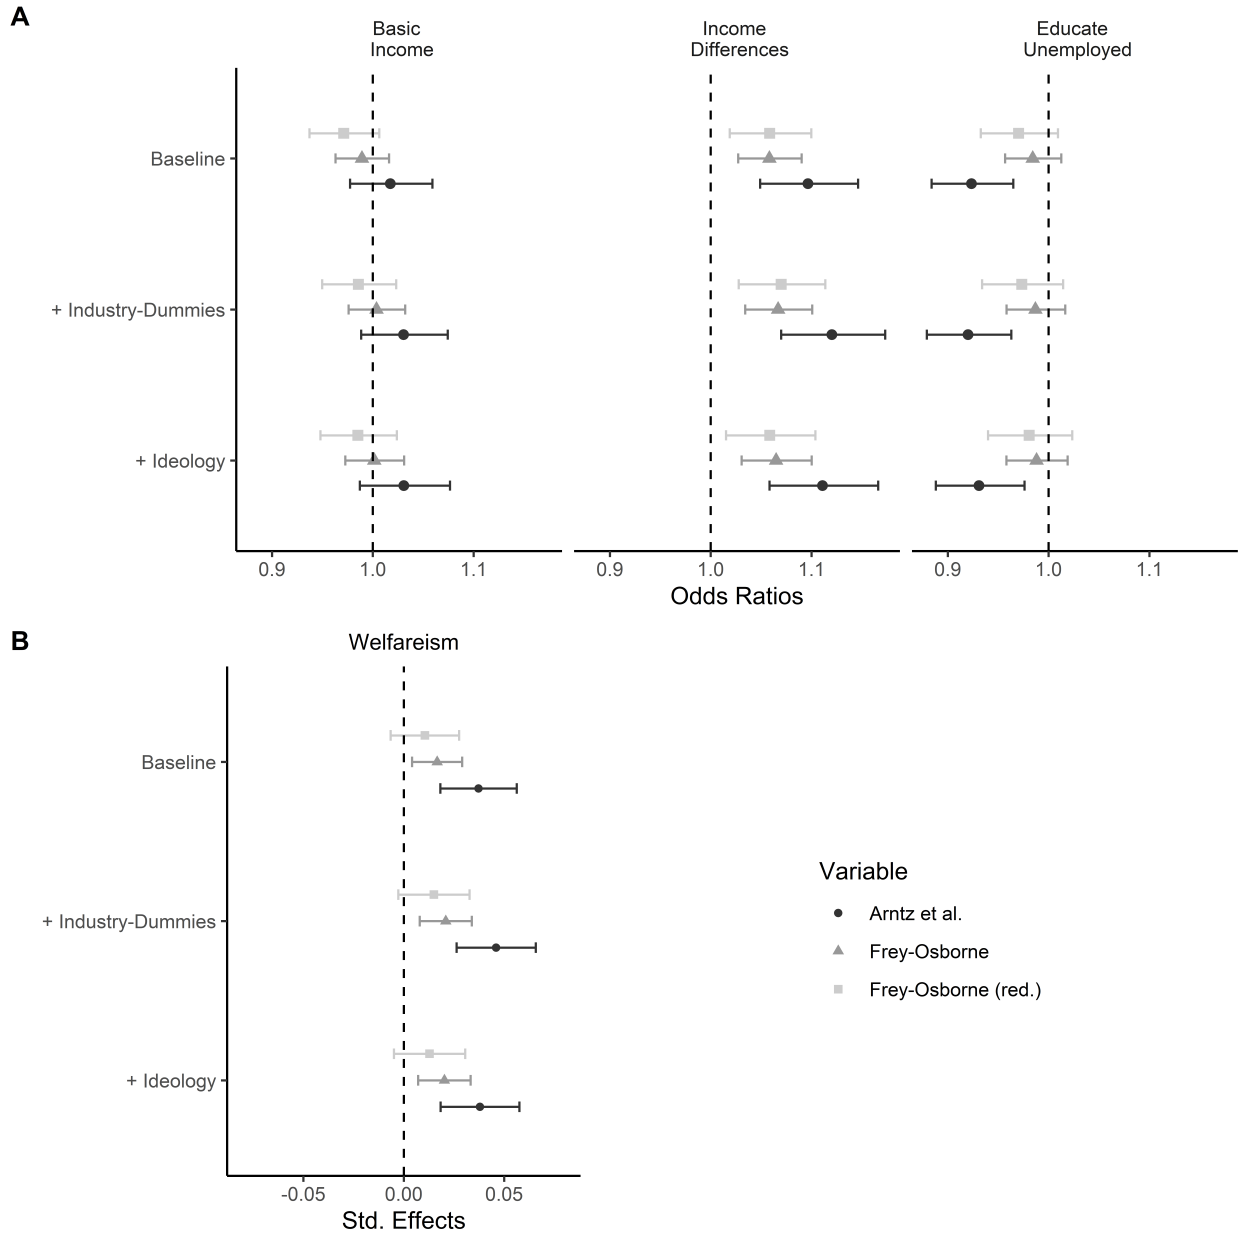 A
Basic
Income
Income
Differences
Educate
Unemployed
Baseline
+ Industry-Dummies
+ Ideology
0.9 1.0 1.1 0.9 1.0 1.1 0.9 1.0 1.1
Odds Ratios
B
Welfareism
Baseline
+ Industry-Dummies
+ Ideology
-0.05 0.00 0.05
Std. Effects
Variable
Arntz et al.
Frey-Osborne
Frey-Osborne (red.)